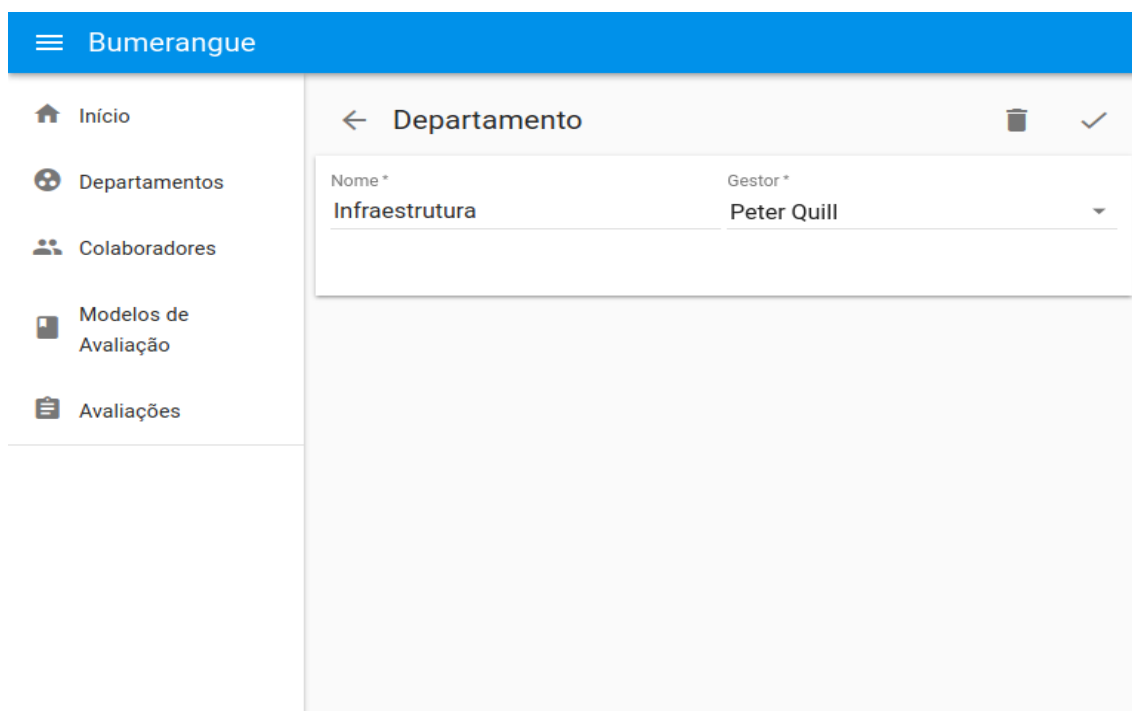 Bumerangue
Início
Departamentos
Colaboradores
Modelos de
Avaliação
Avaliações
Departamento
Nome *
Gestor *
Infraestrutura
Peter Quill